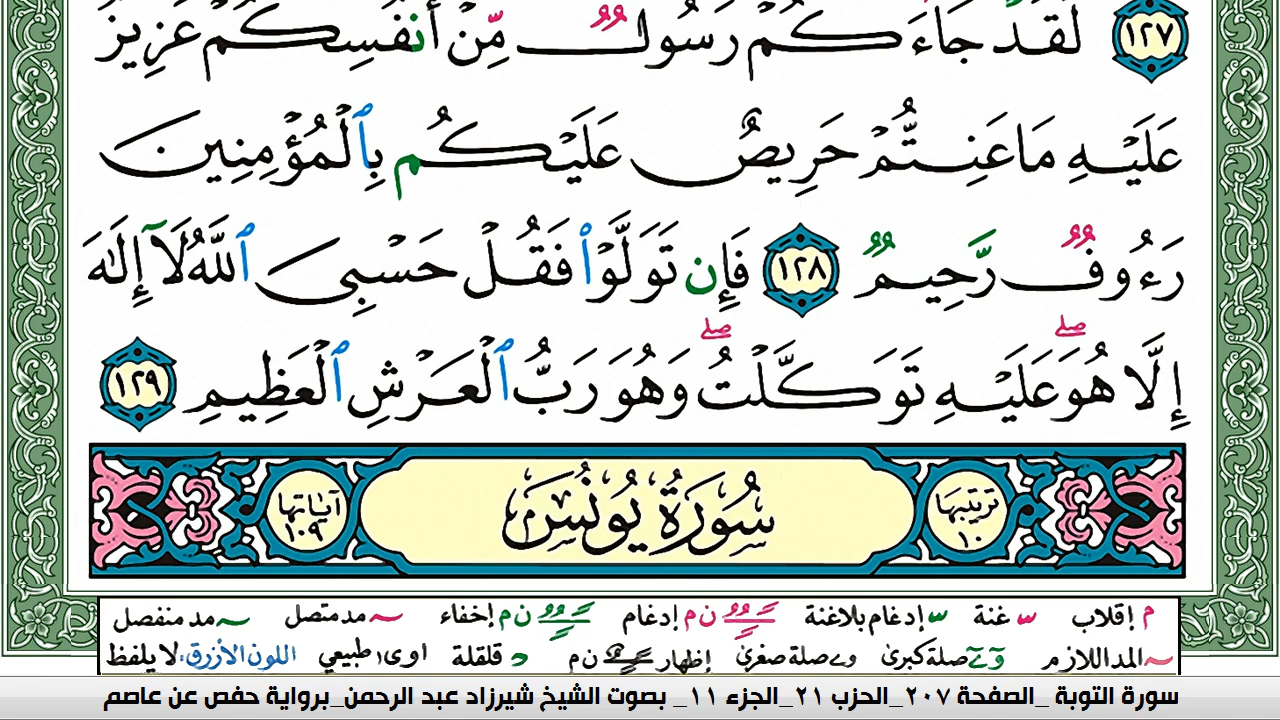 ١٢٧ لَقَدْ جَاءَكُمْ رَسُولٌ مِّنْ أَنفُسِكُمْ عَزِيزٌ
عَلَيْهِ مَا عَنِتُّمْ حَرِيصٌ عَلَيْكُم بِٱلْمُؤْمِنِينَ
رَءُوفٌ رَّحِيمٌ ١٢٨ فَإِن تَوَلَّوْا۟ فَقُلْ حَسْبِىَ ٱللَّهُ لَآ إِلَٰهَ
إِلَّا هُوَ ۖ عَلَيْهِ تَوَكَّلْتُ ۖ وَهُوَ رَبُّ ٱلْعَرْشِ ٱلْعَظِيمِ ١٢٩
ترتيبها ١٠
سُورَةُ يُونُسَ
آياتها ١٠٩
م إقلاب غنة إدغام بلاغنة ن م إدغام ن م إخفاء مد متصل مد منفصل
المد اللازم صلة كبرى صلة صغرى إظهار ن م قلقلة اوى طبيعي اللون الأزرق، لا يلفظ
سورة التوبة _الصفحة ٢٠٧_الحزب ٢١_الجزء ١١_ بصوت الشيخ شيرزاد عبد الرحمن_برواية حفص عن عاصم